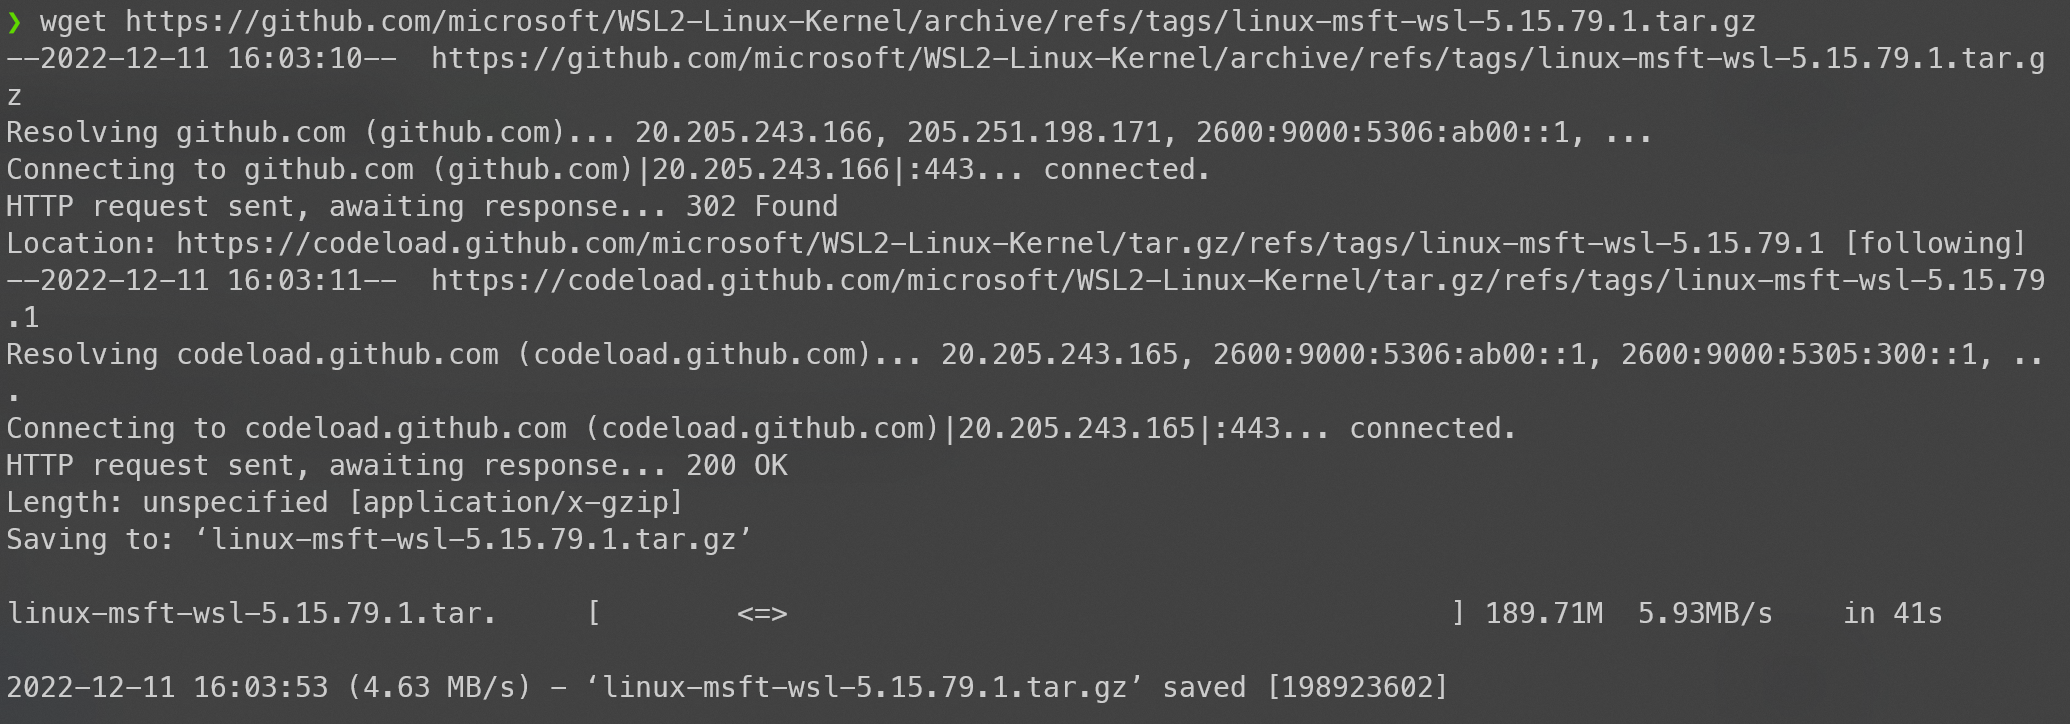 ❯ wget https://github.com/microsoft/WSL2-Linux-Kernel/archive/refs/tags/linux-msft-wsl-5.15.79.1.tar.gz
--2022-12-11 16:03:10--  https://github.com/microsoft/WSL2-Linux-Kernel/archive/refs/tags/linux-msft-wsl-5.15.79.1.tar.g
z
Resolving github.com (github.com)... 20.205.243.166, 205.251.198.171, 2600:9000:5306:ab00::1, ...
Connecting to github.com (github.com)|20.205.243.166|:443... connected.
HTTP request sent, awaiting response... 302 Found
Location: https://codeload.github.com/microsoft/WSL2-Linux-Kernel/tar.gz/refs/tags/linux-msft-wsl-5.15.79.1 [following]
--2022-12-11 16:03:11--  https://codeload.github.com/microsoft/WSL2-Linux-Kernel/tar.gz/refs/tags/linux-msft-wsl-5.15.79
.1
Resolving codeload.github.com (codeload.github.com)... 20.205.243.165, 2600:9000:5306:ab00::1, 2600:9000:5305:300::1, ..
.
Connecting to codeload.github.com (codeload.github.com)|20.205.243.165|:443... connected.
HTTP request sent, awaiting response... 200 OK
Length: unspecified [application/x-gzip]
Saving to: ‘linux-msft-wsl-5.15.79.1.tar.gz’
linux-msft-wsl-5.15.79.1.tar.     [        <=>                                       ] 189.71M  5.93MB/s    in 41s
2022-12-11 16:03:53 (4.63 MB/s) - ‘linux-msft-wsl-5.15.79.1.tar.gz’ saved [198923602]